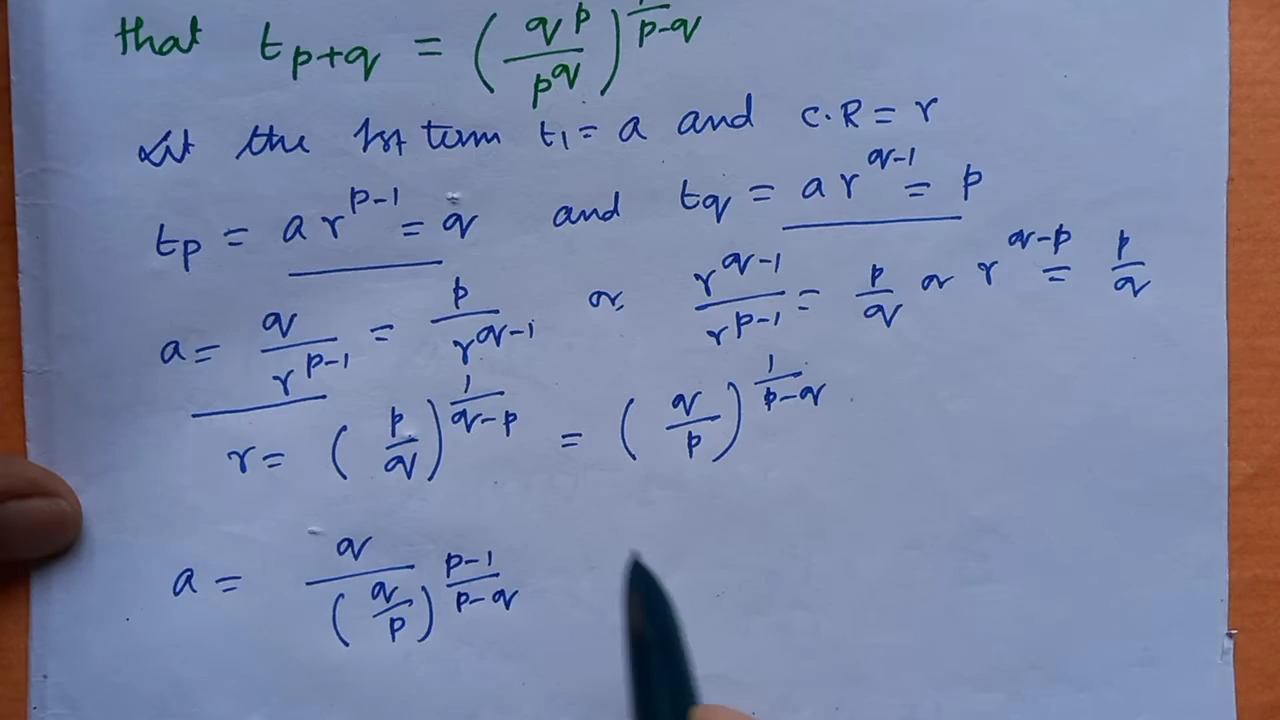 that t_{p+q} = (q^p / p^q)^{1/(p-q)}
Let the 1st term t_1 = a and C.R = r
t_p = a r^{p-1} = q and t_q = a r^{q-1} = p
a = q / r^{p-1} = p / r^{q-1} or, r^{q-1} / r^{p-1} = p/q or r^{q-p} = p/q
r = (p/q)^{1/(q-p)} = (q/p)^{1/(p-q)}
a = q / (q/p)^{(p-1)/(p-q)}